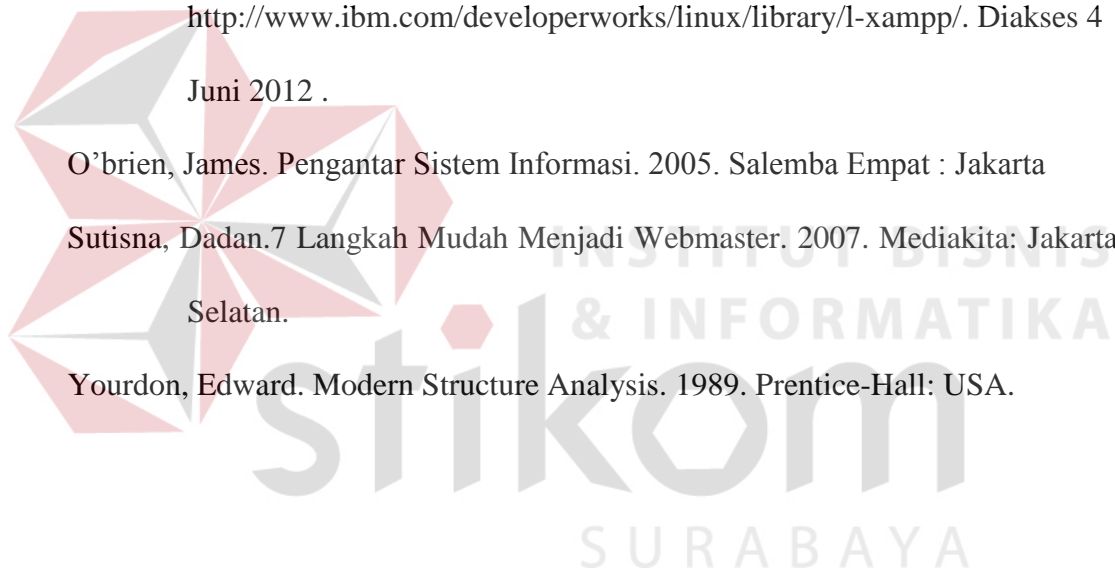 http://www.ibm.com/developerworks/linux/library/l-xampp/. Diakses 4
Juni 2012 .
O’brien, James. Pengantar Sistem Informasi. 2005. Salemba Empat : Jakarta
Sutisna, Dadan.7 Langkah Mudah Menjadi Webmaster. 2007. Mediakita: Jakarta
Selatan.
Yourdon, Edward. Modern Structure Analysis. 1989. Prentice-Hall: USA.
INSTITUT BISNIS
& INFORMATIKA
stikom
SURABAYA